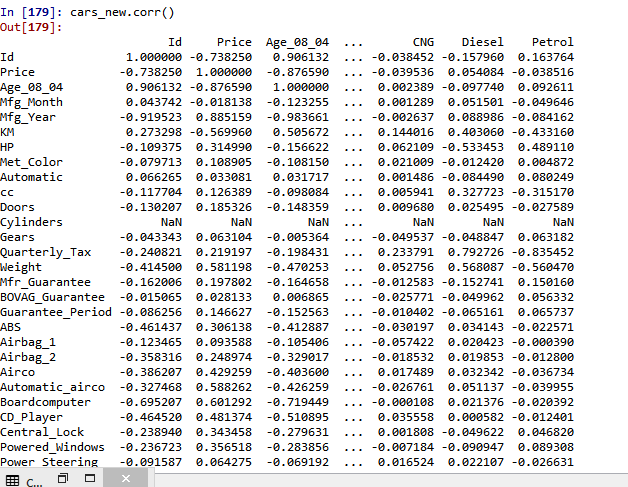 In [179]: cars_new.corr()
Out[179]:
Id Price Age_08_04 ... CNG Diesel Petrol
Id 1.000000 -0.738250 0.906132 ... -0.038452 -0.157960 0.163764
Price -0.738250 1.000000 -0.876590 ... -0.039536 0.054084 -0.038516
Age_08_04 0.906132 -0.876590 1.000000 ... 0.002389 -0.097740 0.092611
Mfg_Month 0.043742 -0.018138 -0.123255 ... 0.001289 0.051501 -0.049646
Mfg_Year -0.919523 0.885159 -0.983661 ... -0.002637 0.088986 -0.084162
KM 0.273298 -0.569960 0.505672 ... 0.144016 0.403060 -0.433160
HP -0.109375 0.314990 -0.156622 ... 0.062109 -0.533453 0.489110
Met_Color -0.079713 0.108905 -0.108150 ... 0.021009 -0.012420 0.004872
Automatic 0.066265 0.033081 0.031717 ... 0.001486 -0.084490 0.080249
cc -0.117704 0.126389 -0.098084 ... 0.005941 0.327723 -0.315170
Doors -0.130207 0.185326 -0.148359 ... 0.009680 0.025495 -0.027589
Cylinders NaN NaN NaN ... NaN NaN NaN
Gears -0.043343 0.063104 -0.005364 ... -0.049537 -0.048847 0.063182
Quarterly_Tax -0.240821 0.219197 -0.198431 ... 0.233791 0.792726 -0.835452
Weight -0.414500 0.581198 -0.470253 ... 0.052756 0.568087 -0.560470
Mfr_Guarantee -0.162006 0.197802 -0.164658 ... -0.012583 -0.152741 0.150160
BOVAG_Guarantee -0.015065 0.028133 0.006865 ... -0.025771 -0.049962 0.056332
Guarantee_Period -0.086256 0.146627 -0.152563 ... -0.010402 -0.065161 0.065737
ABS -0.461437 0.306138 -0.412887 ... -0.030197 0.034143 -0.022571
Airbag_1 -0.123465 0.093588 -0.105406 ... -0.057422 0.020423 -0.000390
Airbag_2 -0.358316 0.248974 -0.329017 ... -0.018532 0.019853 -0.012800
Airco -0.386207 0.429259 -0.403600 ... 0.017489 0.032342 -0.036734
Automatic_airco -0.327468 0.588262 -0.426259 ... -0.026761 0.051137 -0.039955
Boardcomputer -0.695207 0.601292 -0.719449 ... -0.000108 0.021376 -0.020392
CD_Player -0.464520 0.481374 -0.510895 ... 0.035558 0.000582 -0.012401
Central_Lock -0.238940 0.343458 -0.279631 ... 0.001808 -0.049622 0.046820
Powered_Windows -0.236723 0.356518 -0.283856 ... -0.007184 -0.090947 0.089308
Power_Steering -0.091587 0.064275 -0.069192 ... 0.016524 0.022107 -0.026631
C...